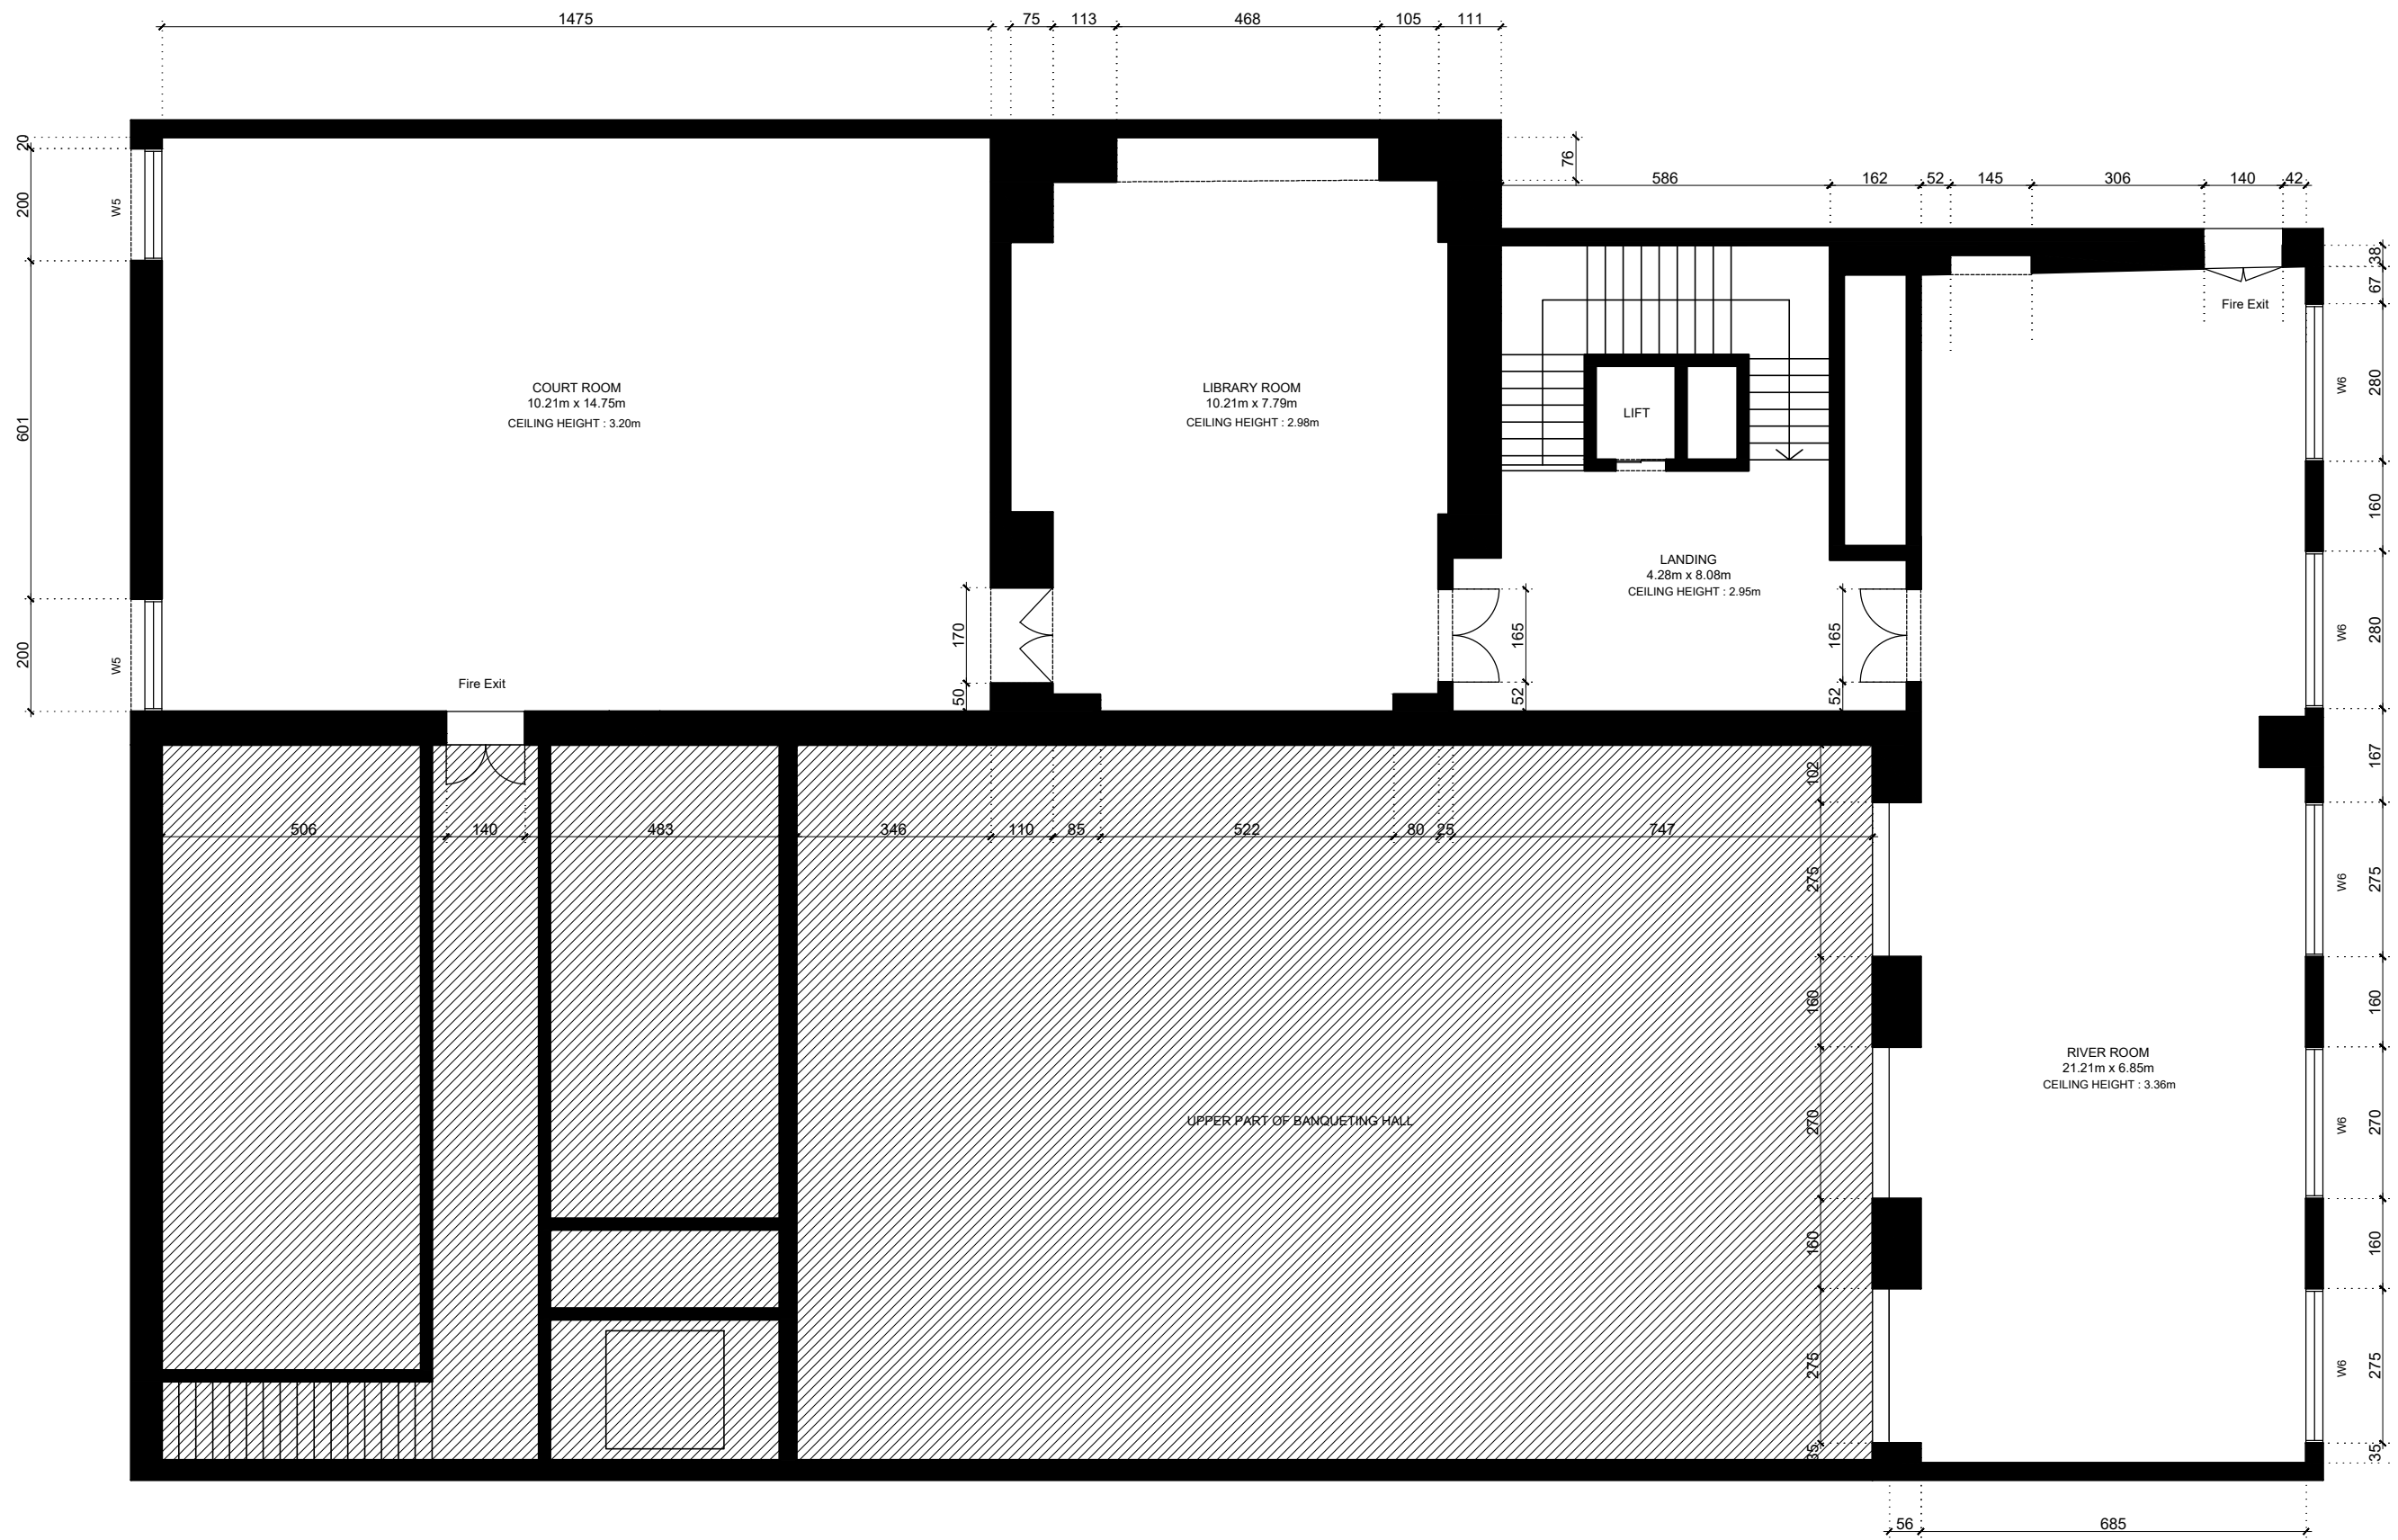 1475
75
113
468
105
111
20
200
601
200
W5
W5
76
586
162
52
145
306
140
42
38
67
280
160
280
167
275
160
270
160
275
35
W6
W6
W6
W6
W6
Fire Exit
COURT ROOM
10.21m x 14.75m
CEILING HEIGHT : 3.20m
LIBRARY ROOM
10.21m x 7.79m
CEILING HEIGHT : 2.98m
LIFT
LANDING
4.28m x 8.08m
CEILING HEIGHT : 2.95m
170
50
165
52
165
52
Fire Exit
506
140
483
346
110
85
522
80
25
747
102
275
160
270
160
275
35
UPPER PART OF BANQUETING HALL
RIVER ROOM
21.21m x 6.85m
CEILING HEIGHT : 3.36m
56
685